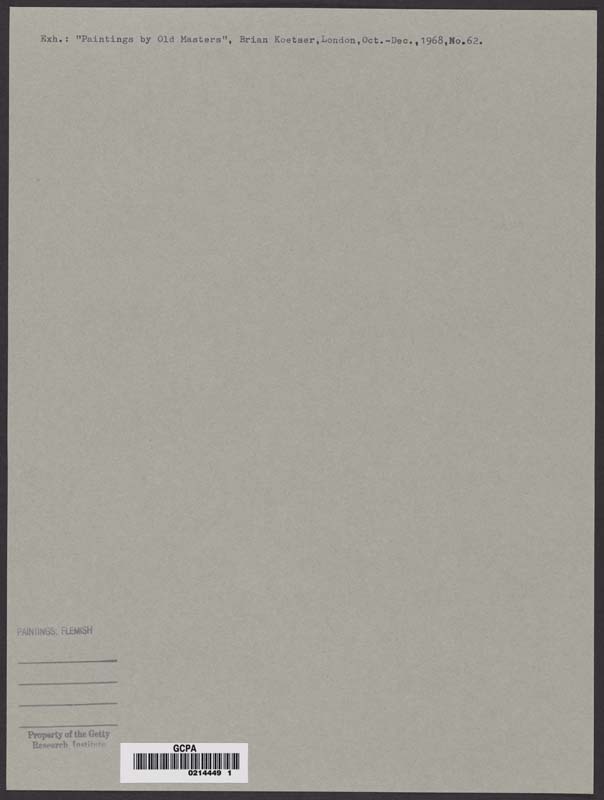 Exh.: "Paintings by Old Masters", Brian Koetser,London,Oct.-Dec.,1968,No.62.
PAINTINGS: FLEMISH
Property of the Getty
Research Institute
GCPA
0214449 1